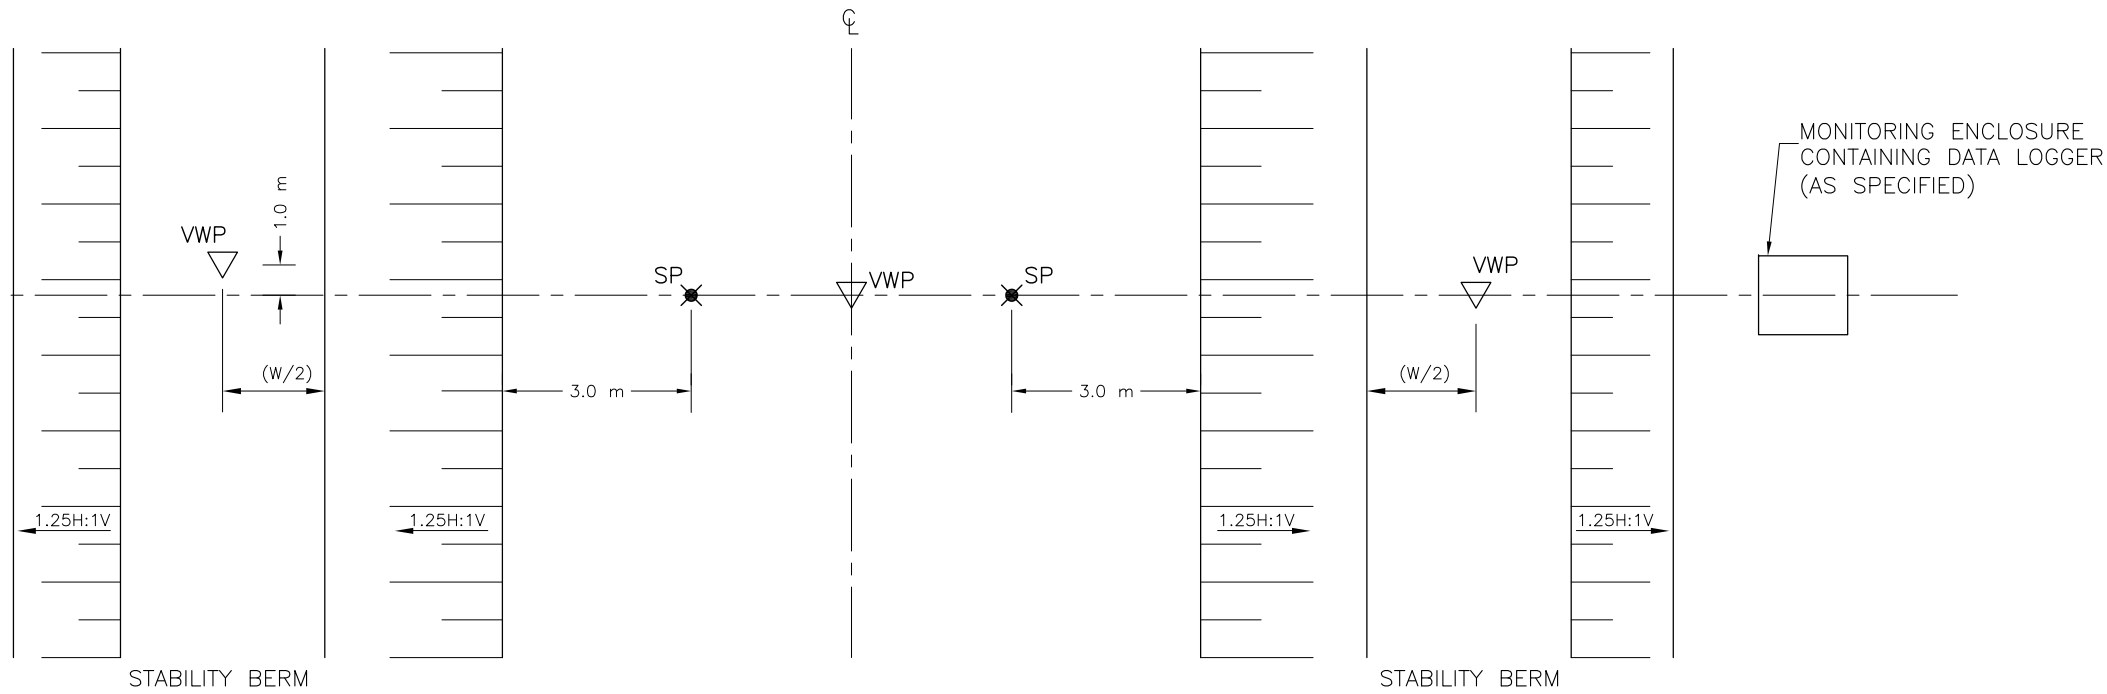 ℄
MONITORING ENCLOSURE
CONTAINING DATA LOGGER
(AS SPECIFIED)
1.0 m
VWP
SP
VWP
SP
VWP
(W/2)
3.0 m
3.0 m
(W/2)
1.25H:1V
1.25H:1V
1.25H:1V
1.25H:1V
STABILITY BERM
STABILITY BERM